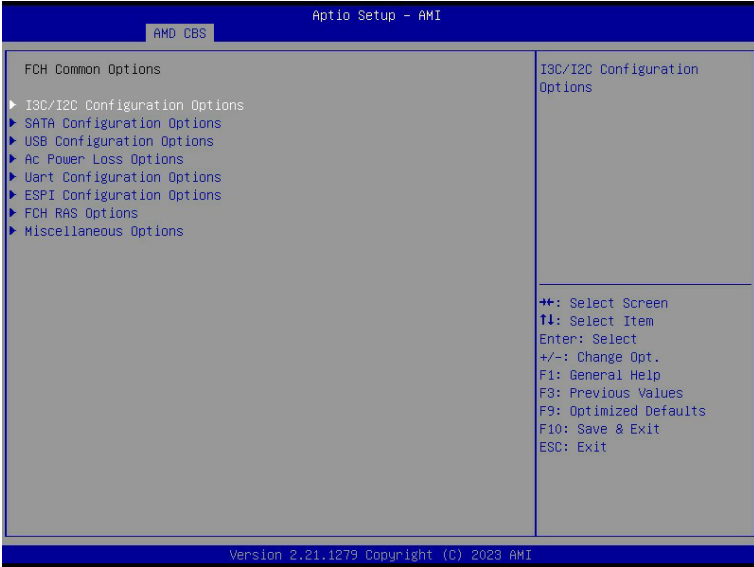 Aptio Setup – AMI
AMD CBS
FCH Common Options
I3C/I2C Configuration Options
SATA Configuration Options
USB Configuration Options
Ac Power Loss Options
Uart Configuration Options
ESPI Configuration Options
FCH RAS Options
Miscellaneous Options
I3C/I2C Configuration
Options
→←: Select Screen
↑↓: Select Item
Enter: Select
+/-: Change Opt.
F1: General Help
F3: Previous Values
F9: Optimized Defaults
F10: Save & Exit
ESC: Exit
Version 2.21.1279 Copyright (C) 2023 AMI